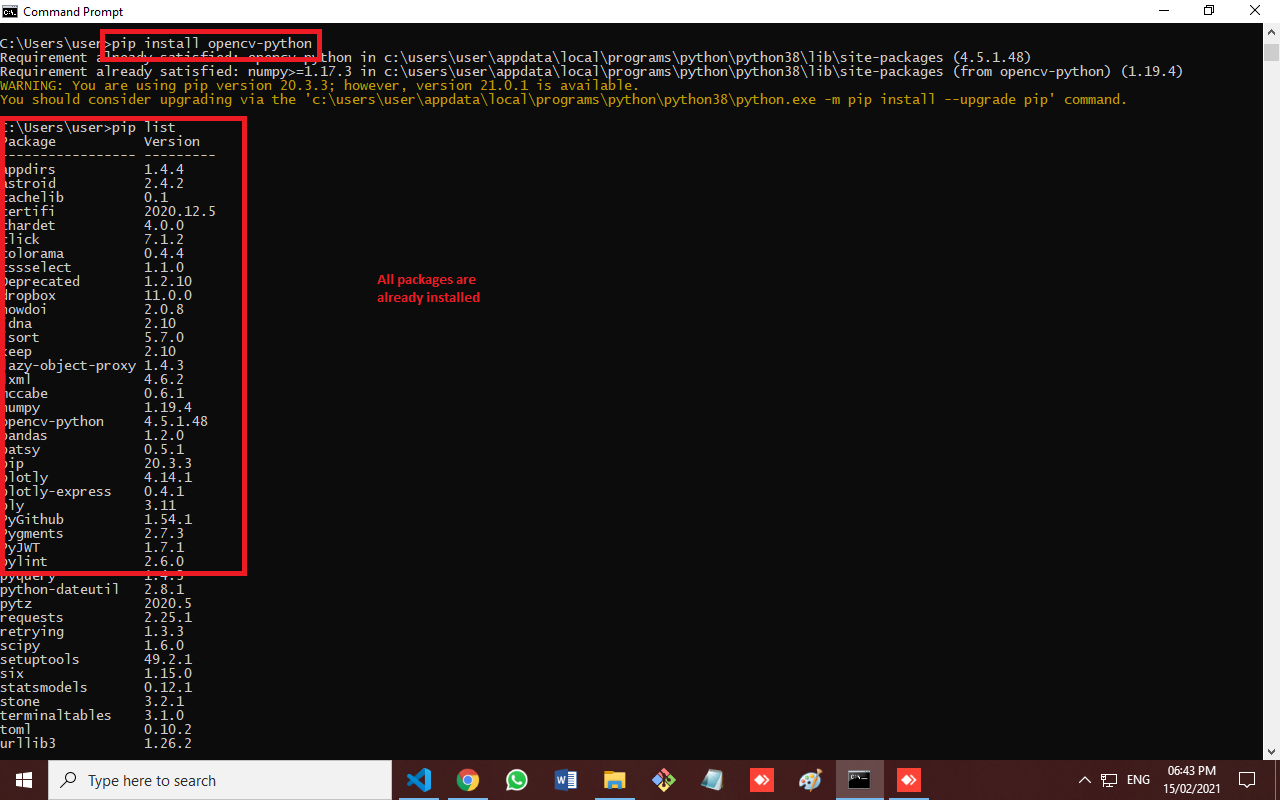 Command Prompt
C:\Users\user>pip install opencv-python
Requirement already satisfied: opencv-python in c:\users\user\appdata\local\programs\python\python38\lib\site-packages (4.5.1.48)
Requirement already satisfied: numpy>=1.17.3 in c:\users\user\appdata\local\programs\python\python38\lib\site-packages (from opencv-python) (1.19.4)
WARNING: You are using pip version 20.3.3; however, version 21.0.1 is available.
You should consider upgrading via the 'c:\users\user\appdata\local\programs\python\python38\python.exe -m pip install --upgrade pip' command.
C:\Users\user>pip list
Package Version
----------------- ---------
appdirs 1.4.4
astroid 2.4.2
cachelib 0.1
certifi 2020.12.5
chardet 4.0.0
click 7.1.2
colorama 0.4.4
cssselect 1.1.0
Deprecated 1.2.10
dropbox 11.0.0
howdoi 2.0.8
idna 2.10
isort 5.7.0
keep 2.10
lazy-object-proxy 1.4.3
lxml 4.6.2
mccabe 0.6.1
numpy 1.19.4
opencv-python 4.5.1.48
pandas 1.2.0
patsy 0.5.1
pip 20.3.3
plotly 4.14.1
plotly-express 0.4.1
ply 3.11
PyGithub 1.54.1
Pygments 2.7.3
PyJWT 1.7.1
pylint 2.6.0
pyquery 1.4.3
python-dateutil 2.8.1
pytz 2020.5
requests 2.25.1
retrying 1.3.3
scipy 1.6.0
setuptools 49.2.1
six 1.15.0
statsmodels 0.12.1
stone 3.2.1
terminaltables 3.1.0
toml 0.10.2
urllib3 1.26.2
All packages are
already installed
Type here to search
ENG
06:43 PM
15/02/2021